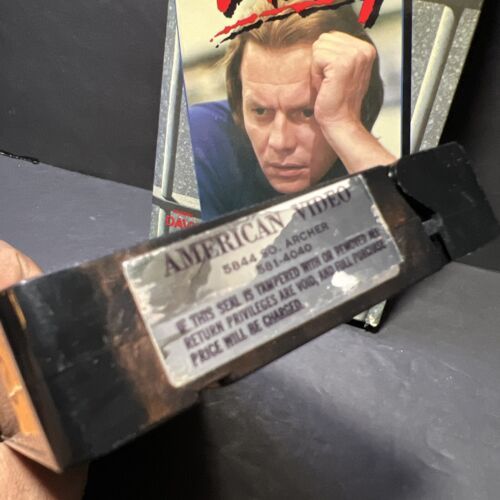 DAV
AMERICAN VIDEO
5844 SO. ARCHER
581-4040
IF THIS SEAL IS TAMPERED WITH OR REMOVED
RETURN PRIVILEGES ARE VOID, AND FULL PURCHASE
PRICE WILL BE CHARGED.